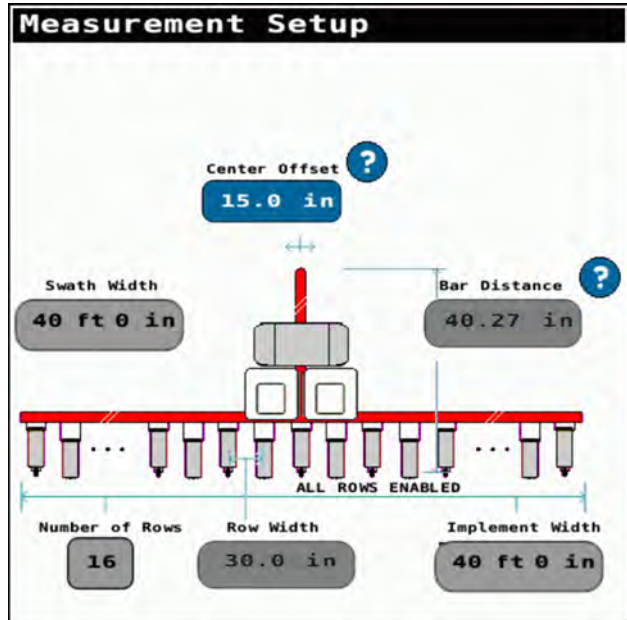 Measurement Setup
Center Offset ?
15.0 in
Swath Width
40 ft 0 in
Bar Distance ?
40.27 in
... ...
ALL ROWS ENABLED
Number of Rows
16
Row Width
30.0 in
Implement Width
40 ft 0 in